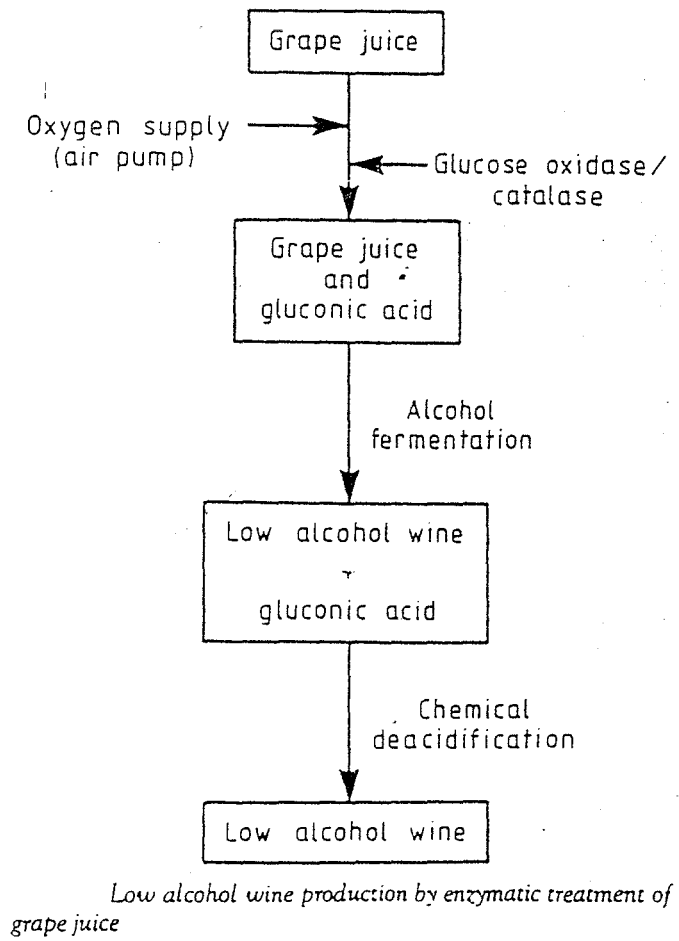 Grape juice
Oxygen supply
(air pump)
Glucose oxidase/
catalase
Grape juice
and
gluconic acid
Alcohol
fermentation
Low alcohol wine
gluconic acid
Chemical
deacidification
Low alcohol wine
Low alcohol wine production by enzymatic treatment of
grape juice